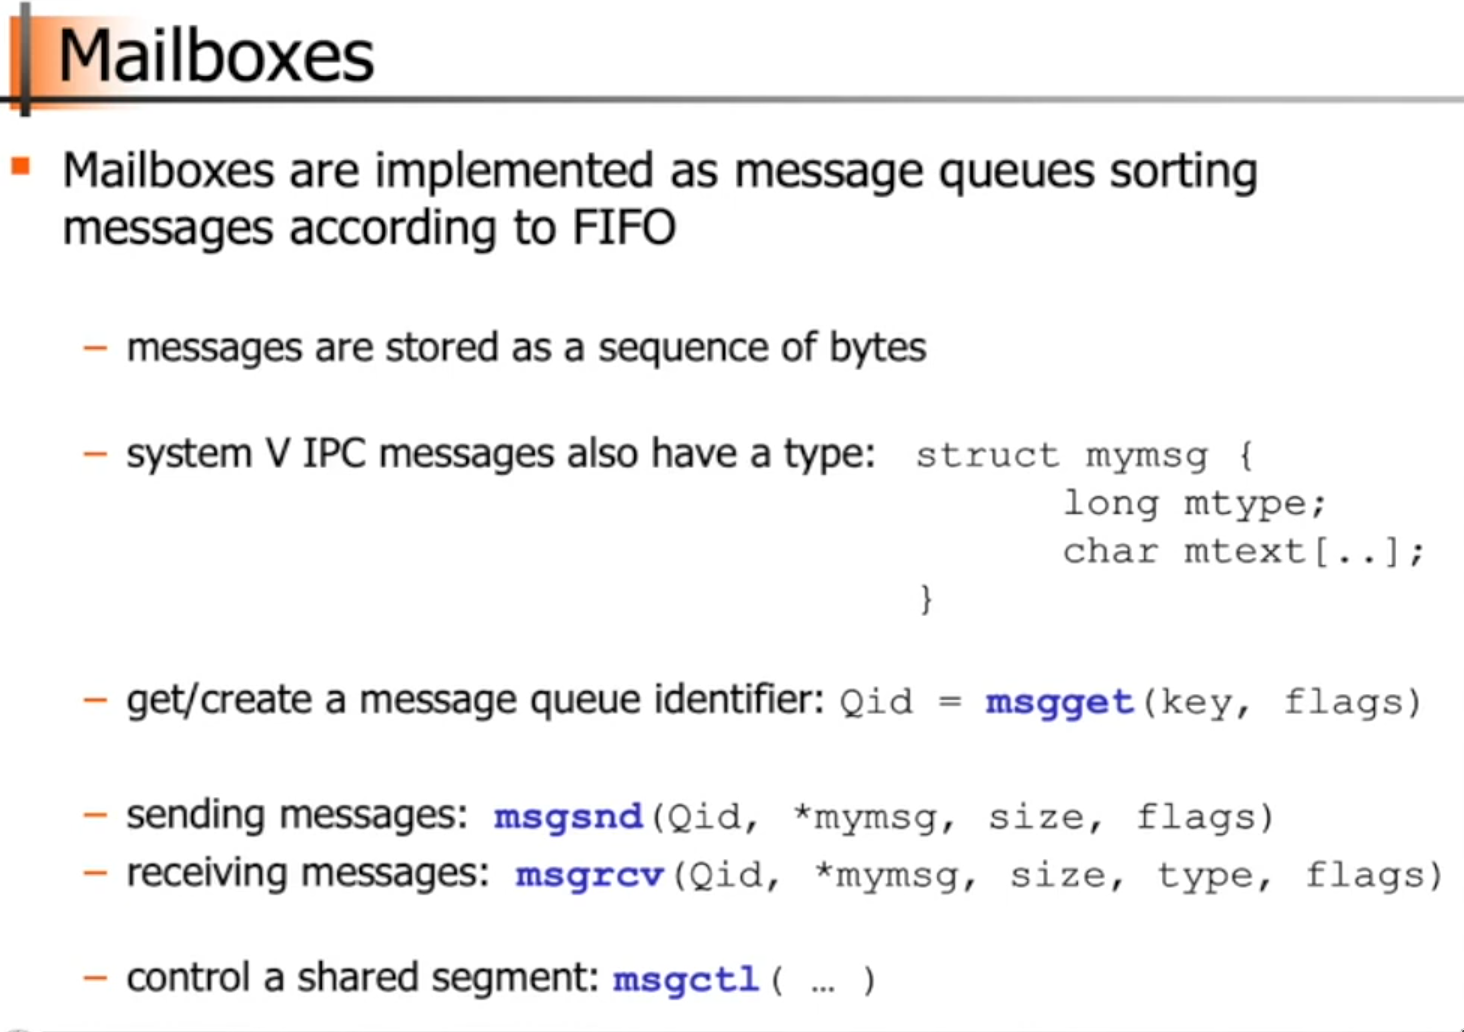 Mailboxes
Mailboxes are implemented as message queues sorting
messages according to FIFO
– messages are stored as a sequence of bytes
– system V IPC messages also have a type: struct mymsg {
long mtype;
char mtext[..];
}
– get/create a message queue identifier: Qid = msgget(key, flags)
– sending messages: msgsnd(Qid, *mymsg, size, flags)
– receiving messages: msgrcv(Qid, *mymsg, size, type, flags)
– control a shared segment: msgctl( … )